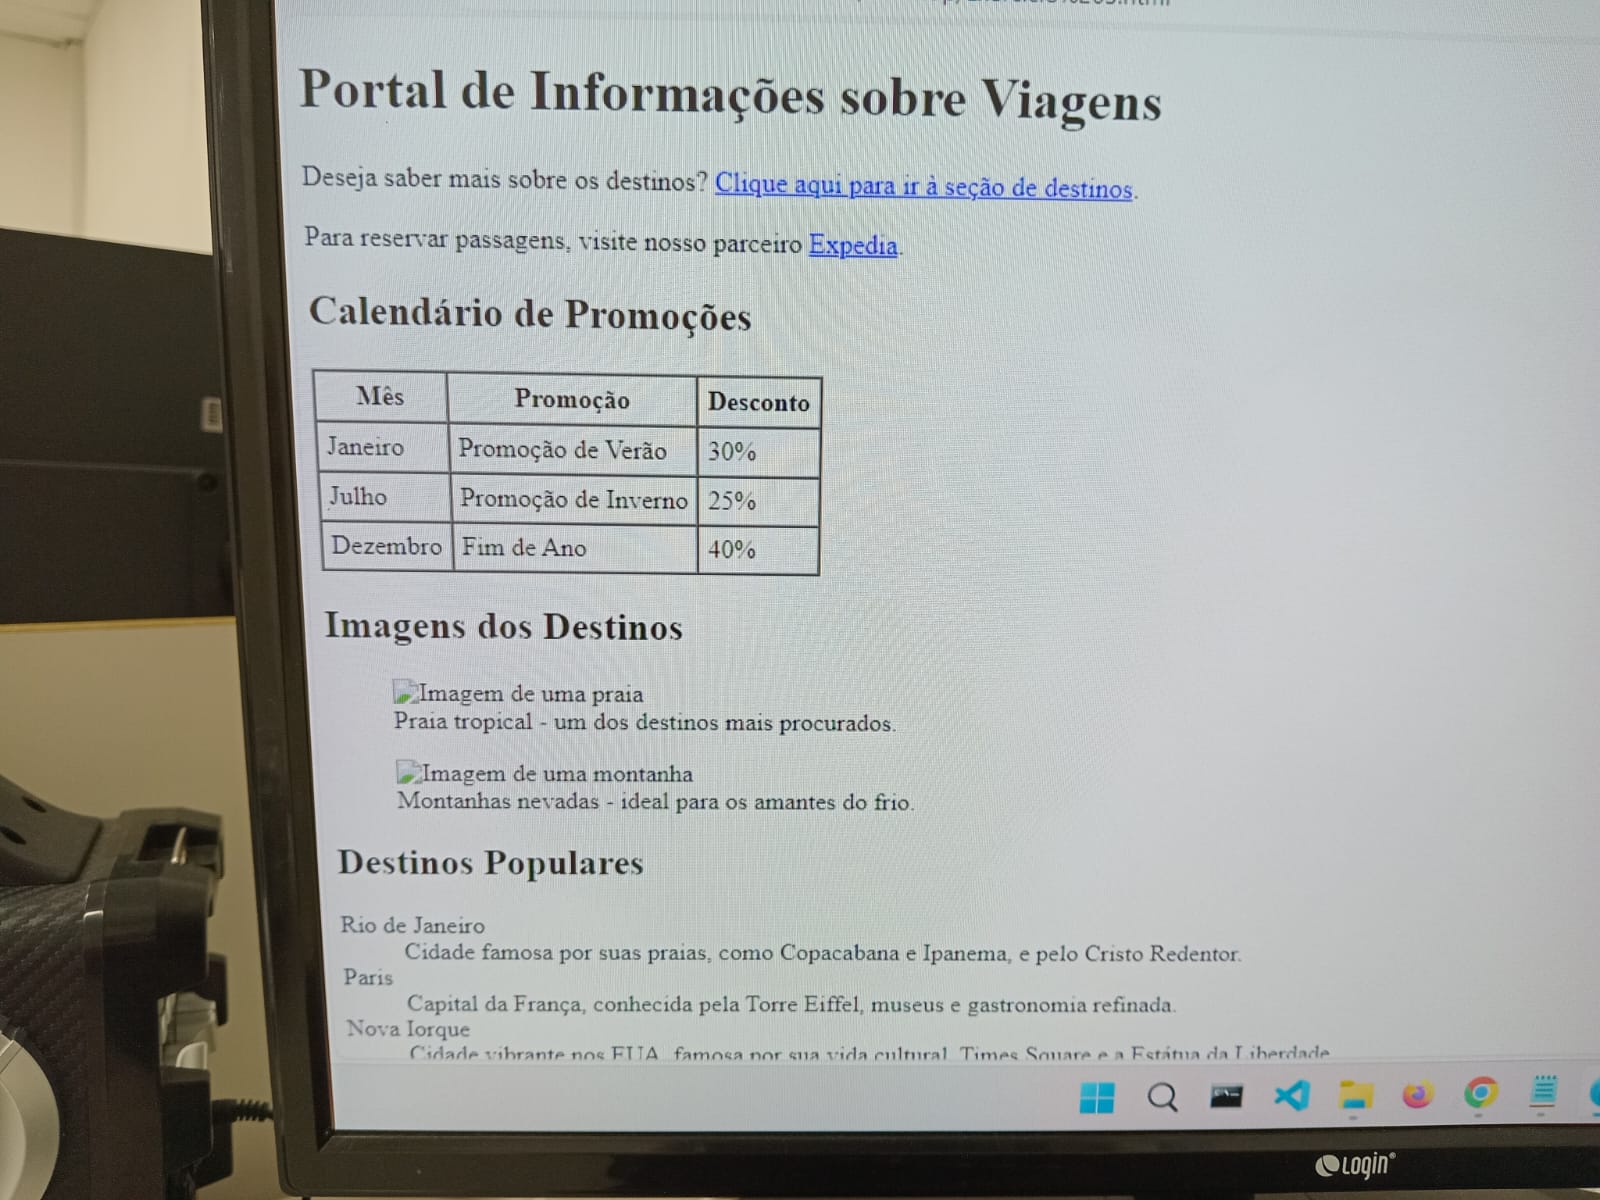 Portal de Informações sobre Viagens
Deseja saber mais sobre os destinos? Clique aqui para ir à seção de destinos.
Para reservar passagens, visite nosso parceiro Expedia.
Calendário de Promoções
Mês Promoção Desconto
Janeiro Promoção de Verão 30%
Julho Promoção de Inverno 25%
Dezembro Fim de Ano 40%
Imagens dos Destinos
Imagem de uma praia
Praia tropical - um dos destinos mais procurados.
Imagem de uma montanha
Montanhas nevadas - ideal para os amantes do frio.
Destinos Populares
Rio de Janeiro
Cidade famosa por suas praias, como Copacabana e Ipanema, e pelo Cristo Redentor.
Paris
Capital da França, conhecida pela Torre Eiffel, museus e gastronomia refinada.
Nova Iorque
Cidade vibrante nos EUA, famosa por sua vida cultural, Times Square e a Estátua da Liberdade
Login